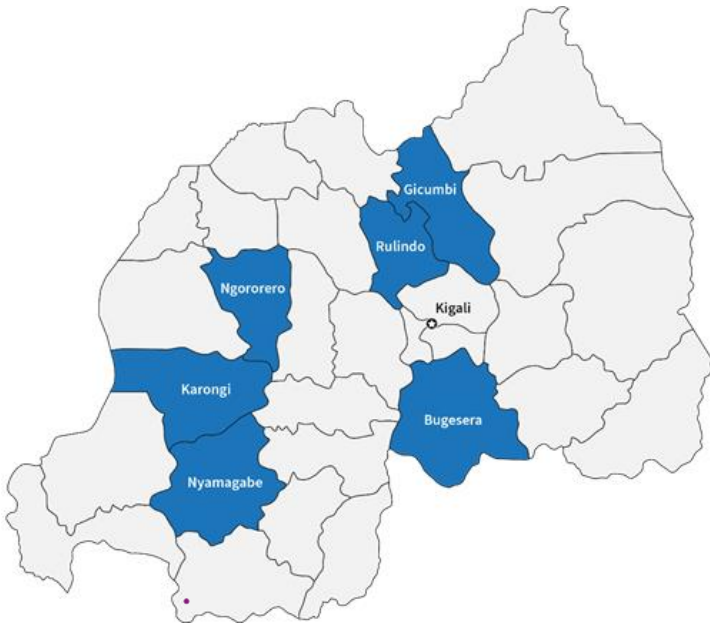 Gicumbi
Rulindo
Ngororero
Kigali
Karongi
Bugesera
Nyamagabe